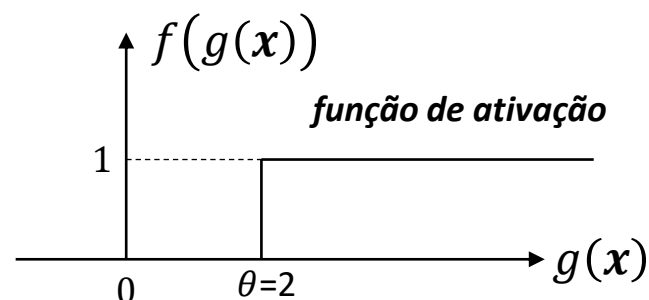 f(g(x))
função de ativação
1
g(x)
0
θ=2